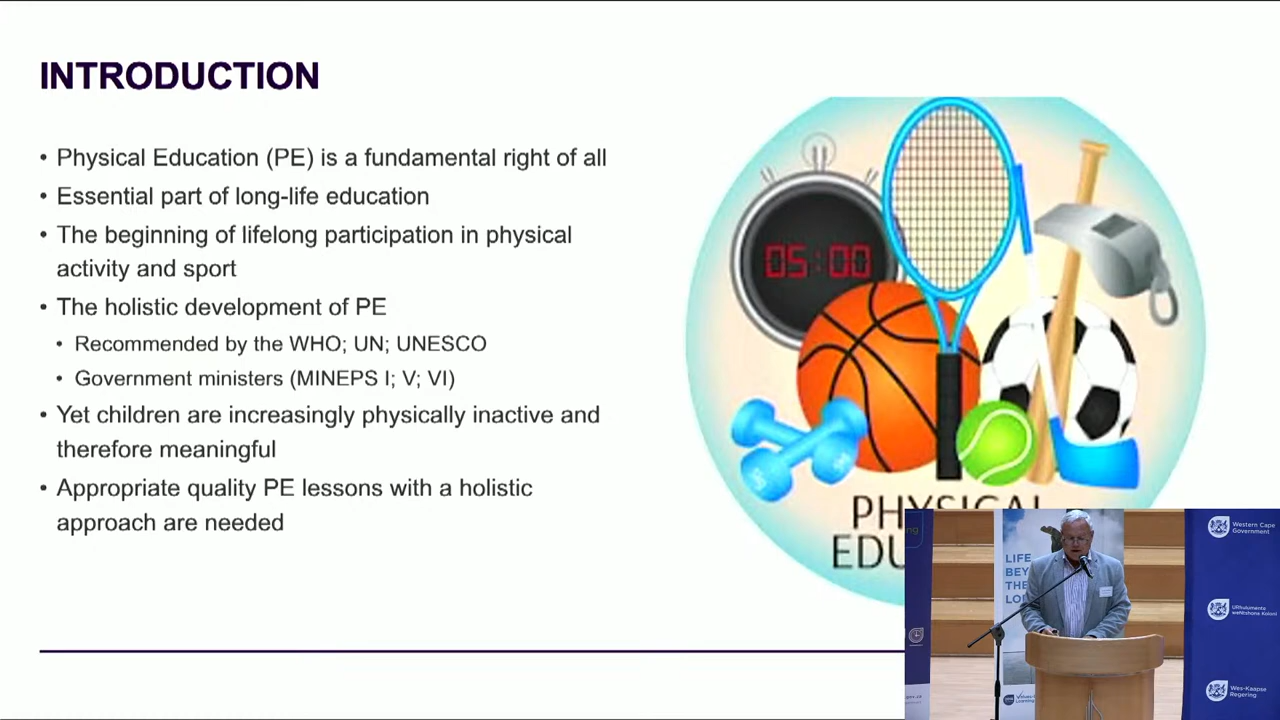 INTRODUCTION
• Physical Education (PE) is a fundamental right of all
• Essential part of long-life education
• The beginning of lifelong participation in physical
activity and sport
• The holistic development of PE
• Recommended by the WHO; UN; UNESCO
• Government ministers (MINEPS I; V; VI)
• Yet children are increasingly physically inactive and
therefore meaningful
• Appropriate quality PE lessons with a holistic
approach are needed
05:00
PHYSICAL
EDU
LIFE
BEY
THE
LO
Western Cape
Government
Wes-Kaapse
Regering